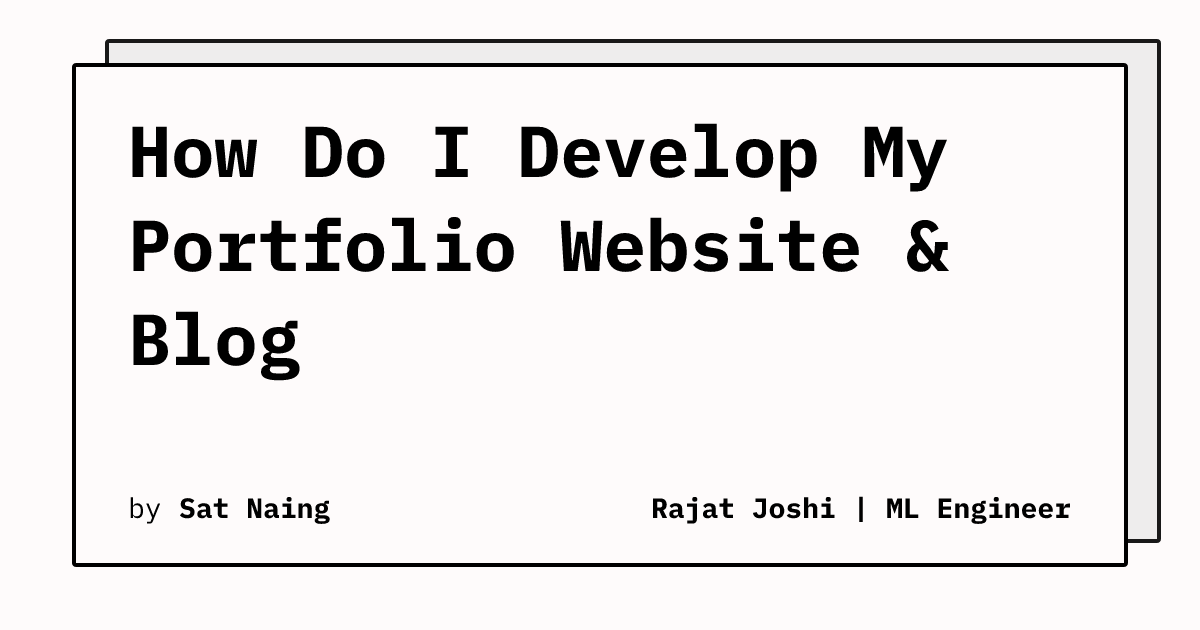 How Do I Develop My
Portfolio Website &
Blog
by Sat Naing
Rajat Joshi | ML Engineer